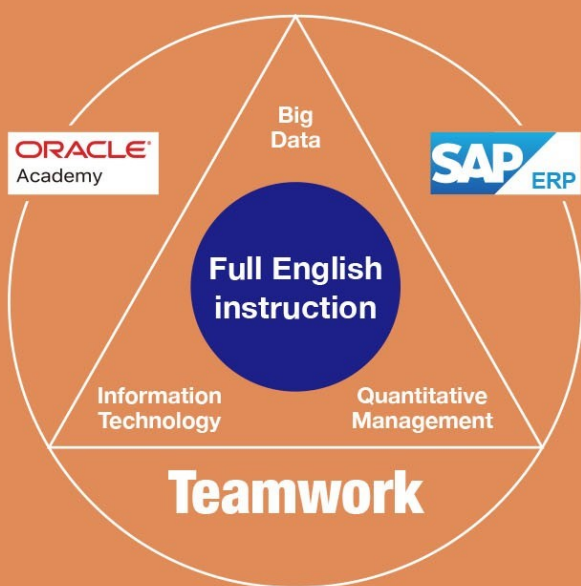 Big
Data
ORACLE®
Academy
SAP
ERP
Full English
instruction
Information
Technology
Quantitative
Management
Teamwork